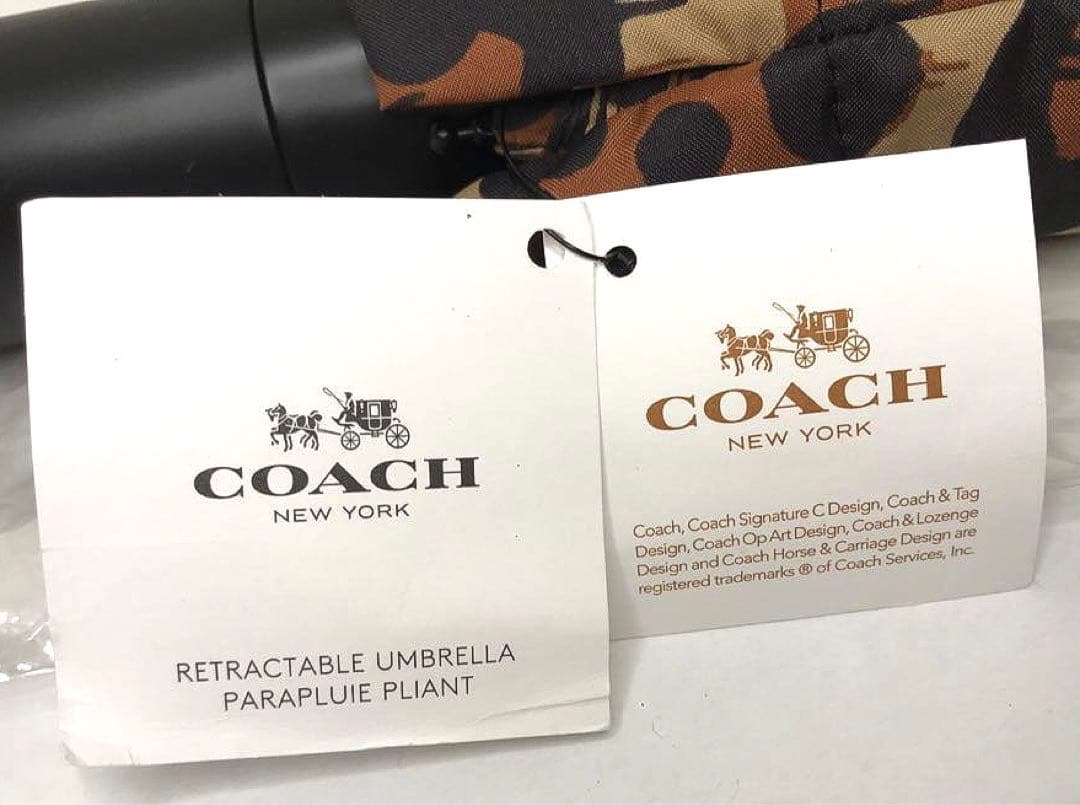 COACH
NEW YORK
RETRACTABLE UMBRELLA
PARAPLUIE PLIANT
COACH
NEW YORK
Coach, Coach Signature C Design, Coach & Tag
Design, Coach Op Art Design, Coach & Lozenge
Design and Coach Horse & Carriage Design are
registered trademarks ® of Coach Services, Inc.